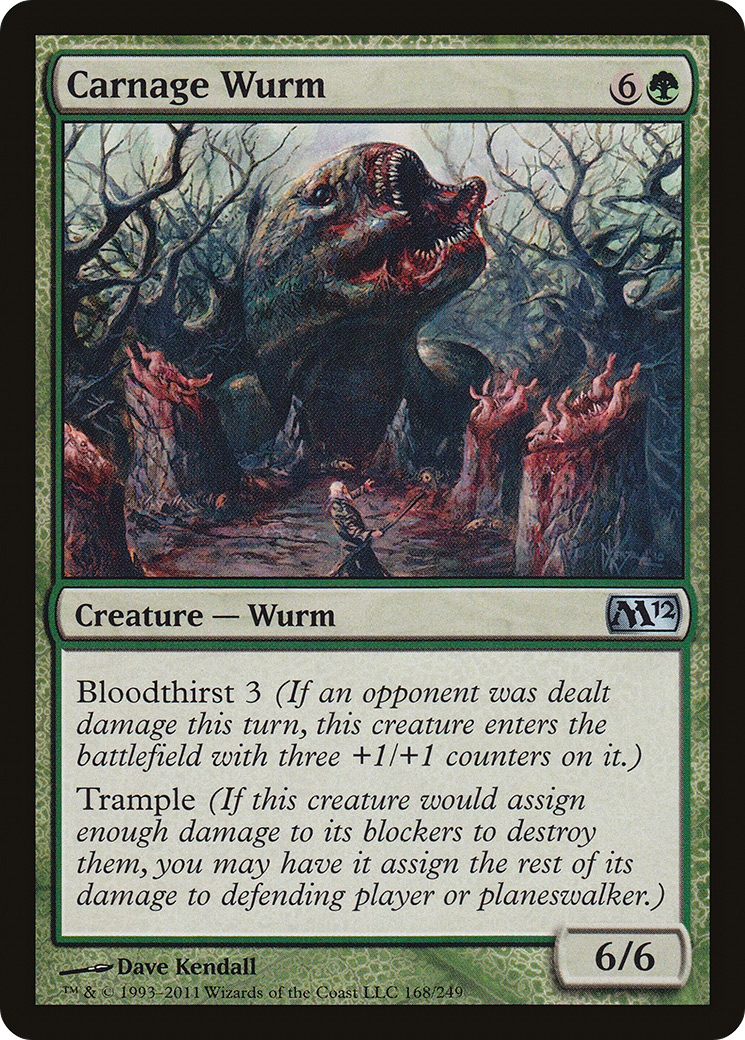 Carnage Wurm 6
Creature — Wurm M12
Bloodthirst 3 (If an opponent was dealt
damage this turn, this creature enters the
battlefield with three +1/+1 counters on it.)
Trample (If this creature would assign
enough damage to its blockers to destroy
them, you may have it assign the rest of its
damage to defending player or planeswalker.)
6/6
Dave Kendall
™ & © 1993–2011 Wizards of the Coast LLC 168/249